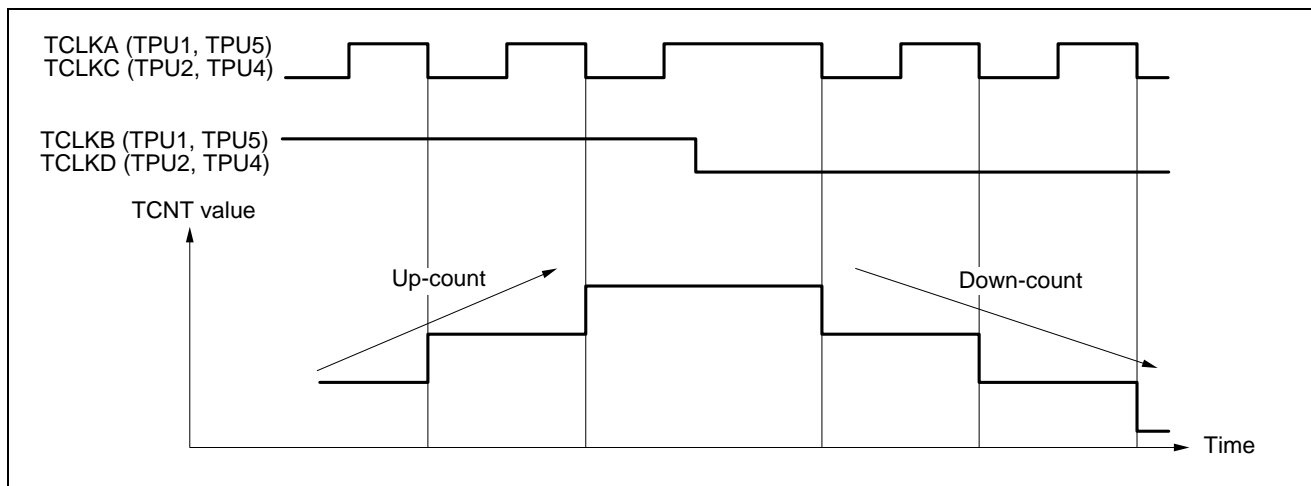 TCLKA (TPU1, TPU5)
TCLKC (TPU2, TPU4)
TCLKB (TPU1, TPU5)
TCLKD (TPU2, TPU4)
TCNT value
Up-count
Down-count
Time